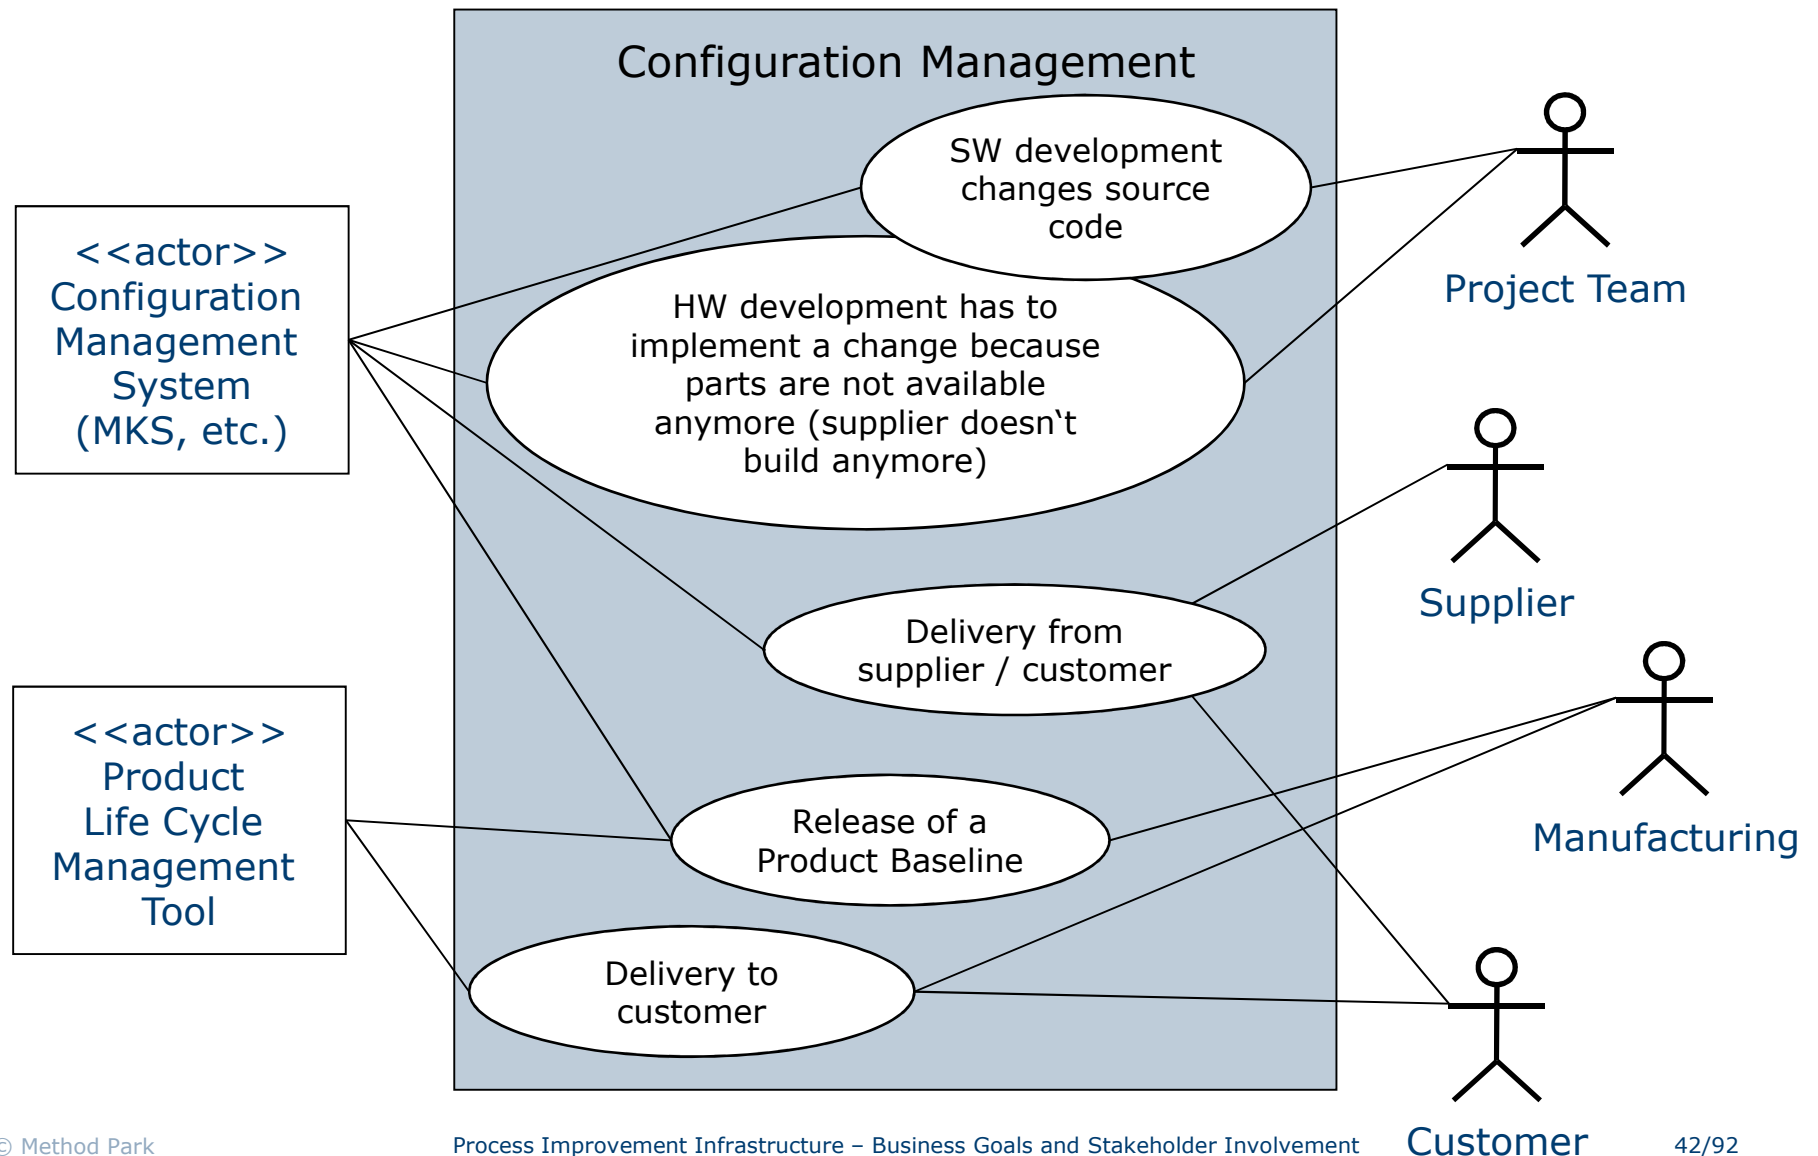 Configuration Management
SW development
changes source
code
HW development has to
implement a change because
parts are not available
anymore (supplier doesn‘t
build anymore)
Delivery from
supplier / customer
Release of a
Product Baseline
Delivery to
customer
<<actor>>
Configuration
Management
System
(MKS, etc.)
<<actor>>
Product
Life Cycle
Management
Tool
Project Team
Supplier
Manufacturing
Customer
© Method Park
Process Improvement Infrastructure – Business Goals and Stakeholder Involvement
42/92